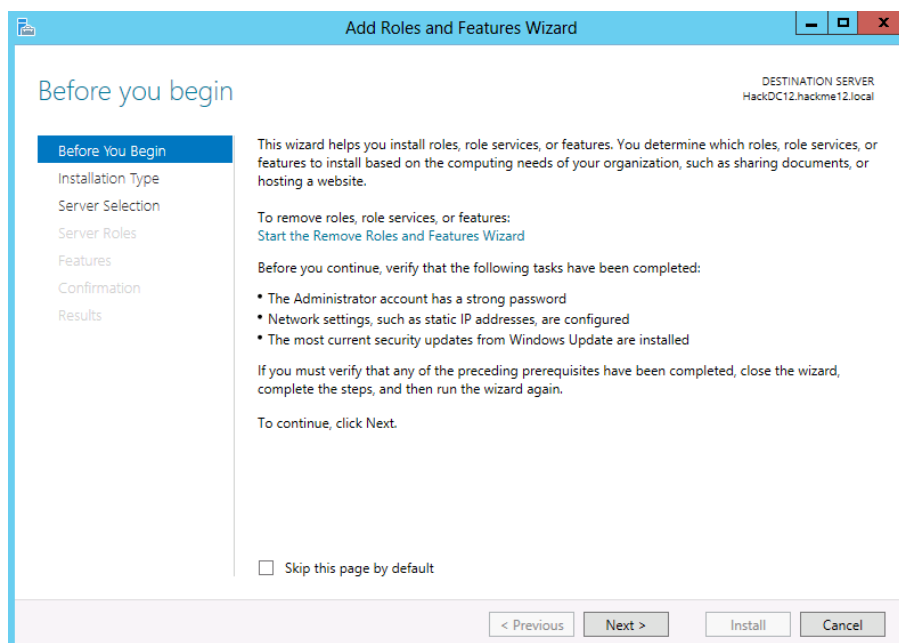 Add Roles and Features Wizard
Before you begin
DESTINATION SERVER
HackDC12.hackme12.local
Before You Begin
Installation Type
Server Selection
Server Roles
Features
Confirmation
Results
This wizard helps you install roles, role services, or features. You determine which roles, role services, or
features to install based on the computing needs of your organization, such as sharing documents, or
hosting a website.
To remove roles, role services, or features:
Start the Remove Roles and Features Wizard
Before you continue, verify that the following tasks have been completed:
• The Administrator account has a strong password
• Network settings, such as static IP addresses, are configured
• The most current security updates from Windows Update are installed
If you must verify that any of the preceding prerequisites have been completed, close the wizard,
complete the steps, and then run the wizard again.
To continue, click Next.
Skip this page by default
< Previous
Next >
Install
Cancel